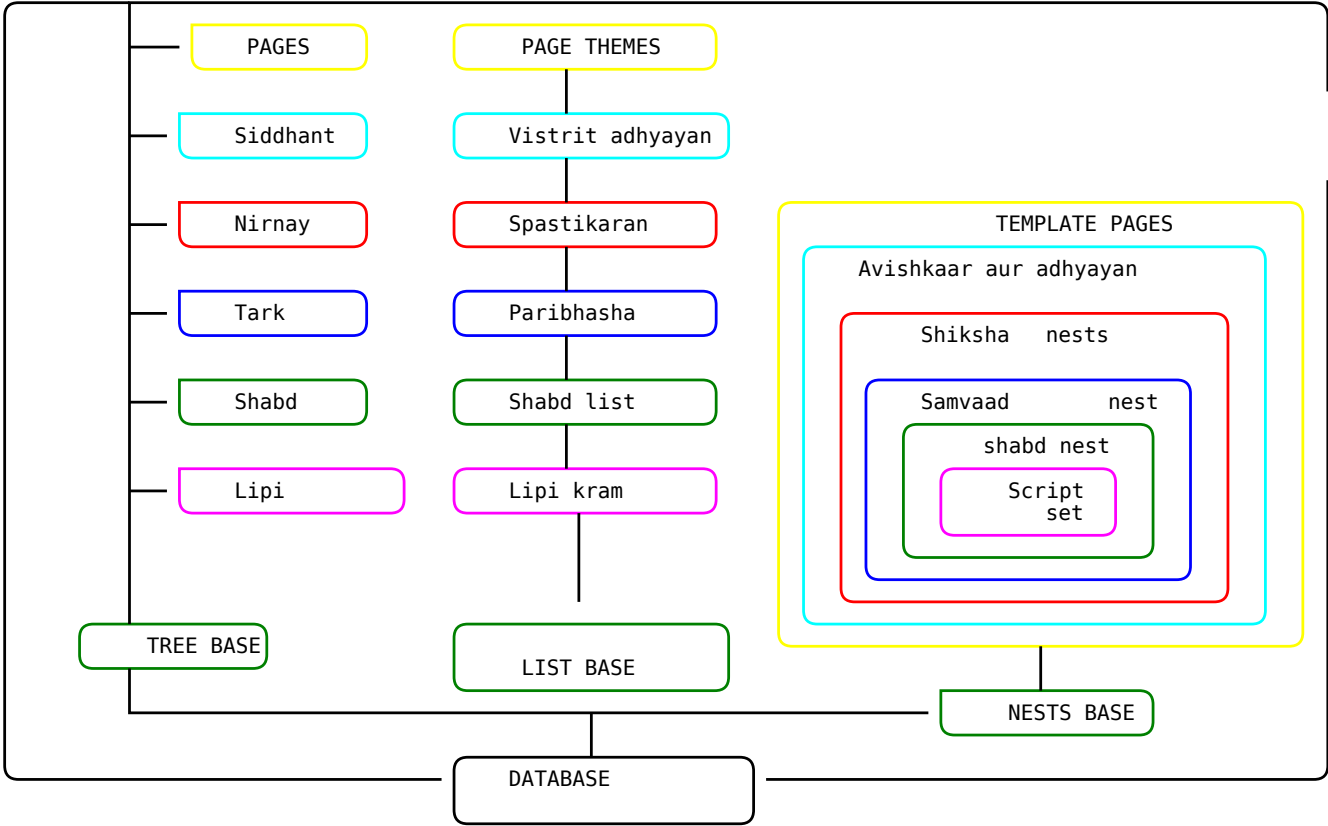 PAGES
PAGE THEMES
Siddhant
Vistrit adhyayan
Nirnay
Spastikaran
TEMPLATE PAGES
Avishkaar aur adhyayan
Tark
Paribhasha
Shiksha nests
Shabd
Shabd list
Samvaad nest
shabd nest
Lipi
Lipi kram
Script
set
TREE BASE
LIST BASE
NESTS BASE
DATABASE